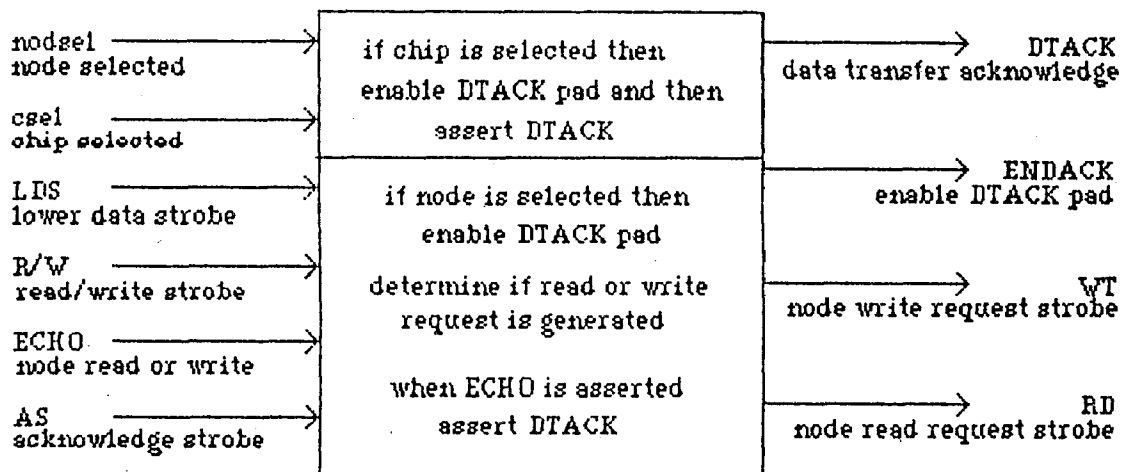 nodsel
node selected
csel
chip selected
LDS
lower data strobe
R/W
read/write strobe
ECHO
node read or write
AS
acknowledge strobe
if chip is selected then
enable DTACK pad and then
assert DTACK
if node is selected then
enable DTACK pad
determine if read or write
request is generated
when ECHO is asserted
assert DTACK
DTACK
data transfer acknowledge
ENDACK
enable DTACK pad
WT
node write request strobe
RD
node read request strobe